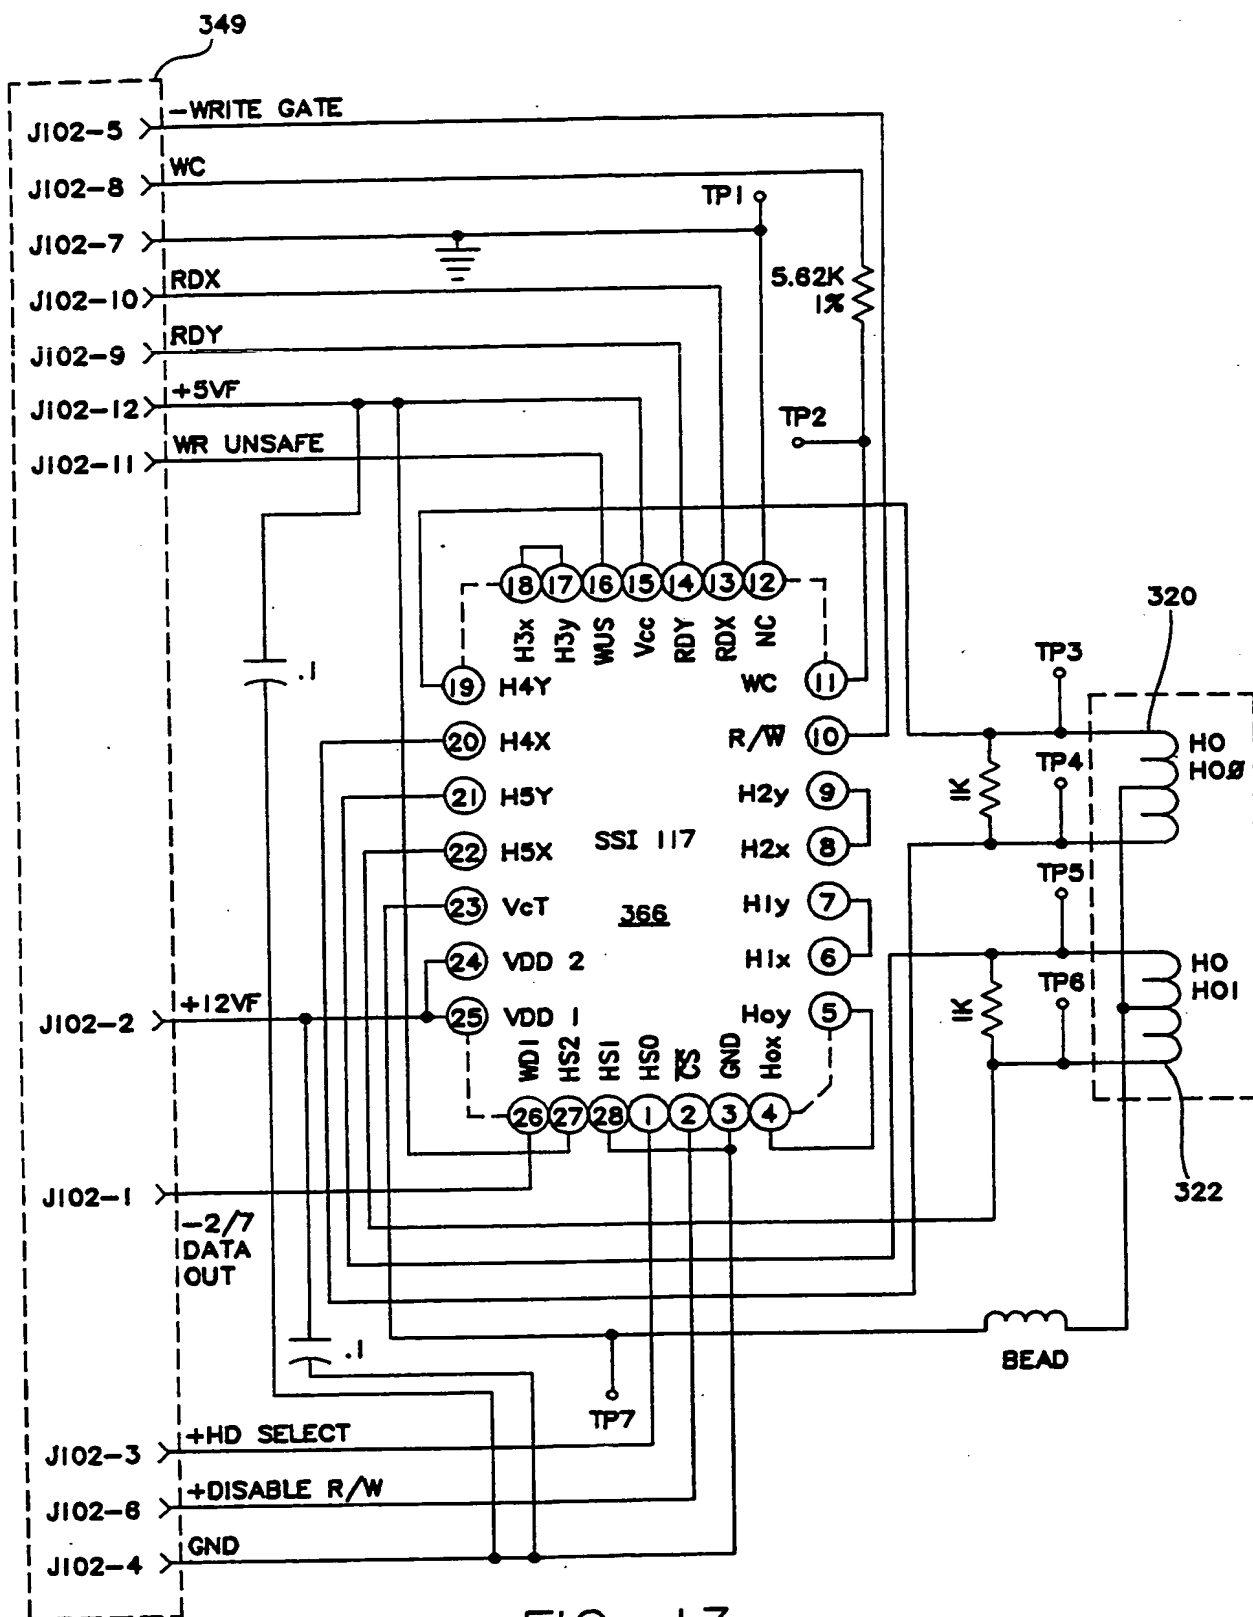 349
J102-5 -WRITE GATE
J102-8 WC
TP1
J102-7
5.62K
1%
J102-10 RDX
J102-9 RDY
J102-12 +5VF
TP2
J102-11 WR UNSAFE
18 17 16 15 14 13 12
H3x H3y WUS Vcc RDY RDX NC
.1
19 H4Y
WC 11
20 H4X
R/W̅ 10
21 H5Y
H2y 9
22 H5X
SSI 117
H2x 8
23 VcT
366
H1y 7
24 VDD 2
H1x 6
J102-2 +12VF
25 VDD 1
Hoy 5
WD1 HS2 HS1 HS0 C̅S̅ GND Hox
26 27 28 1 2 3 4
320
TP3
HO
HOØ
1K
TP4
TP5
HO
HO1
1K
TP6
322
J102-1
-2/7
DATA
OUT
.1
BEAD
TP7
J102-3 +HD SELECT
J102-6 +DISABLE R/W
J102-4 GND